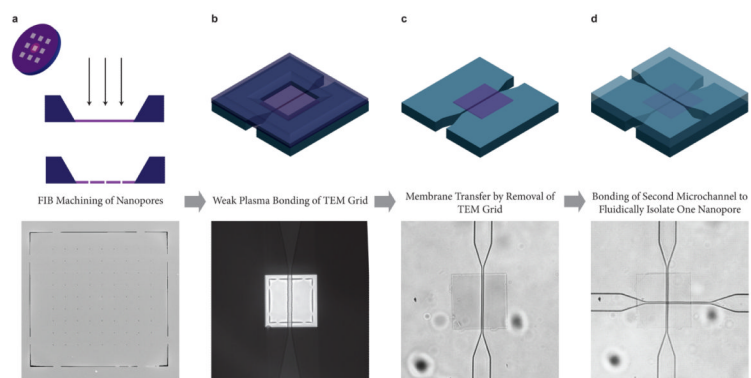 a
b
c
d
FIB Machining of Nanopores
Weak Plasma Bonding of TEM Grid
Membrane Transfer by Removal of
TEM Grid
Bonding of Second Microchannel to
Fluidically Isolate One Nanopore